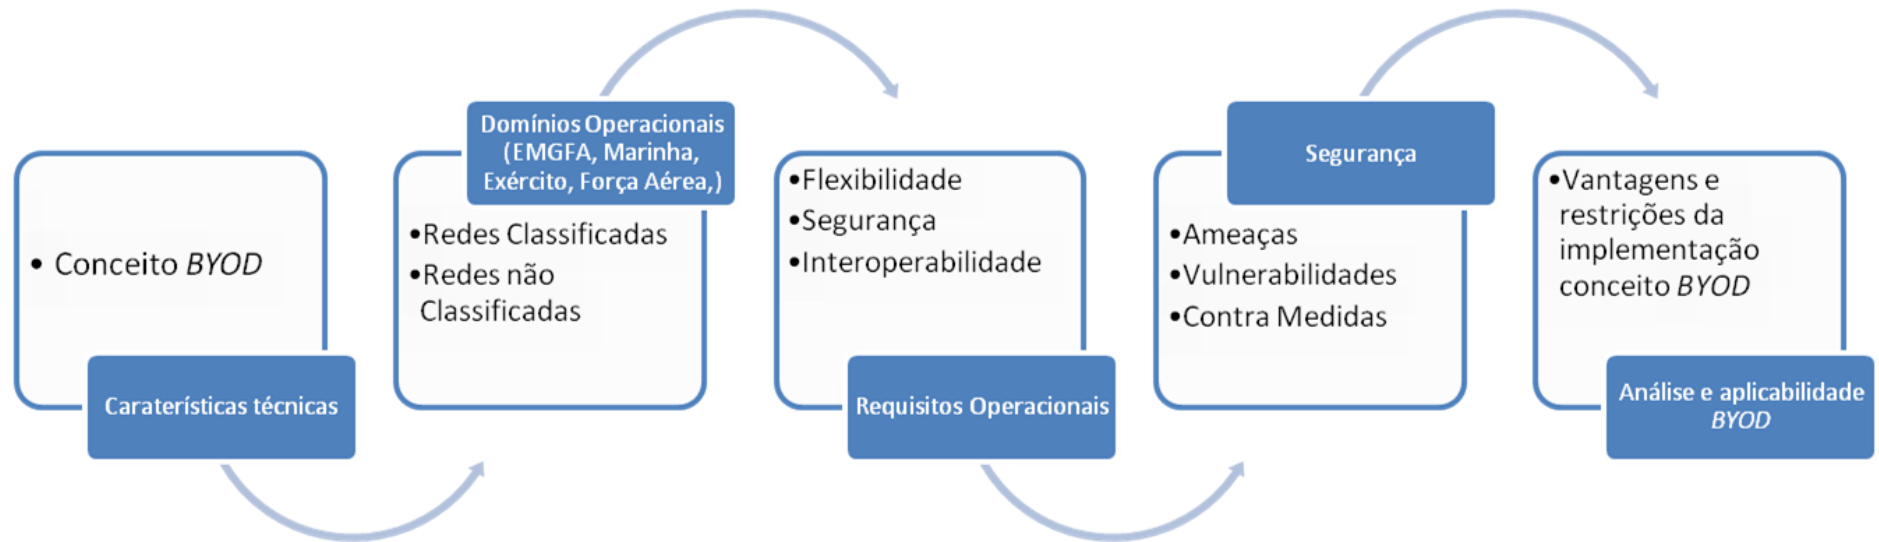 • Conceito BYOD
Caraterísticas técnicas
Domínios Operacionais
(EMGFA, Marinha,
Exército, Força Aérea,)
•Redes Classificadas
•Redes não
Classificadas
•Flexibilidade
•Segurança
•Interoperabilidade
Requisitos Operacionais
Segurança
•Ameaças
•Vulnerabilidades
•Contra Medidas
•Vantagens e
restrições da
implementação
conceito BYOD
Análise e aplicabilidade
BYOD